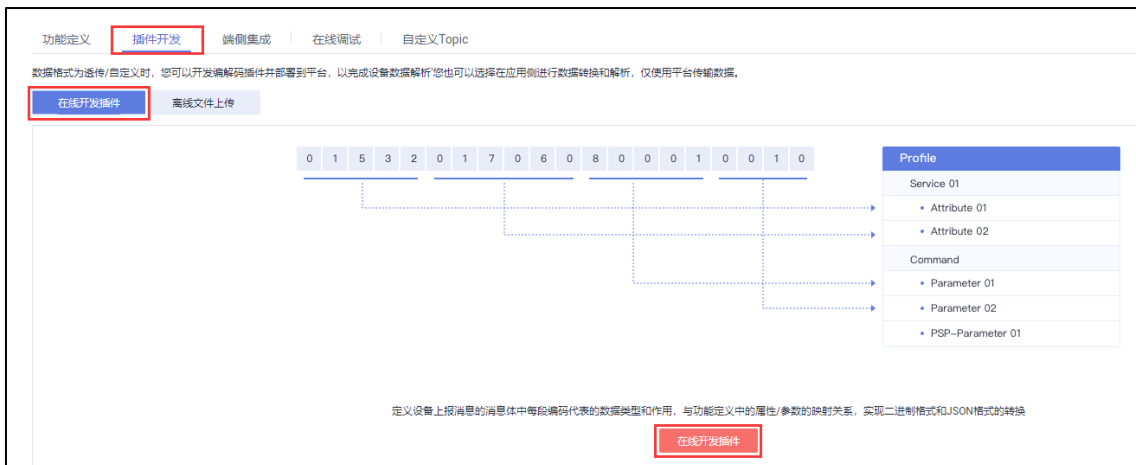 功能定义 插件开发 端侧集成 在线调试 自定义Topic
数据格式为透传/自定义时，您可以开发编解码插件并部署到平台，以完成设备数据解析'您也可以选择在应用侧进行数据转换和解析，仅使用平台传输数据。
在线开发插件 离线文件上传
0 1 5 3 2 0 1 7 0 6 0 8 0 0 0 1 0 0 1 0
Profile
Service 01
• Attribute 01
• Attribute 02
Command
• Parameter 01
• Parameter 02
• PSP-Parameter 01
定义设备上报消息的消息体中每段编码代表的数据类型和作用，与功能定义中的属性/参数的映射关系，实现二进制格式和JSON格式的转换
在线开发插件